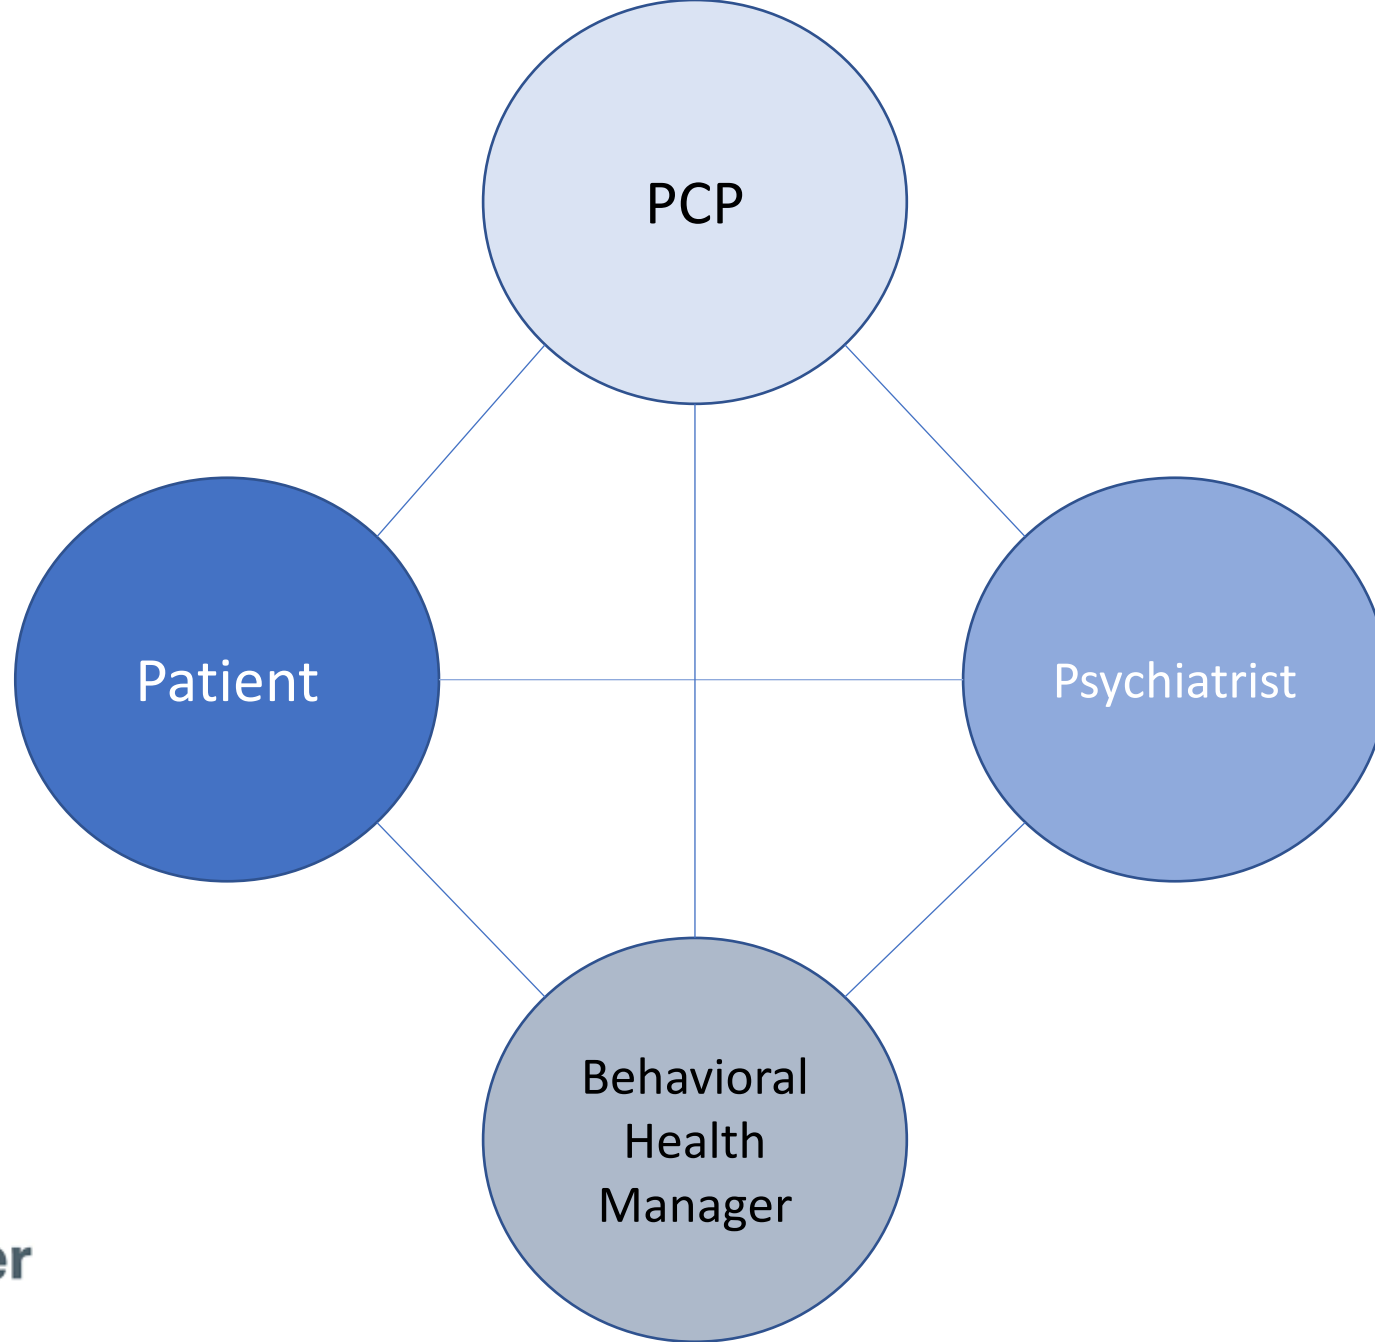 PCP
Patient
Psychiatrist
Behavioral
Health
Manager
er